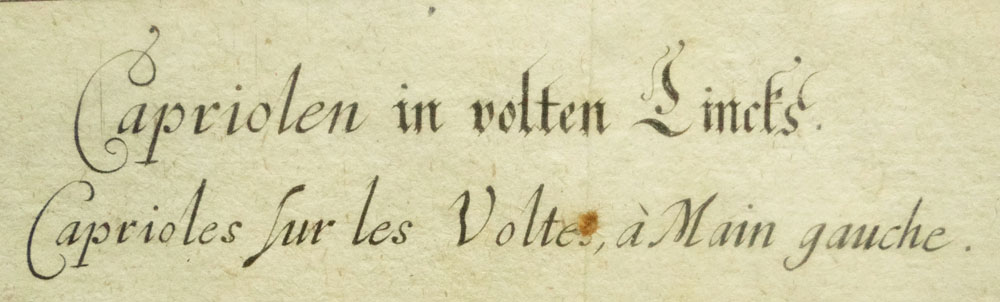 Capriolen in volten Lincks.
Caprioles sur les Voltes, à Main gauche.